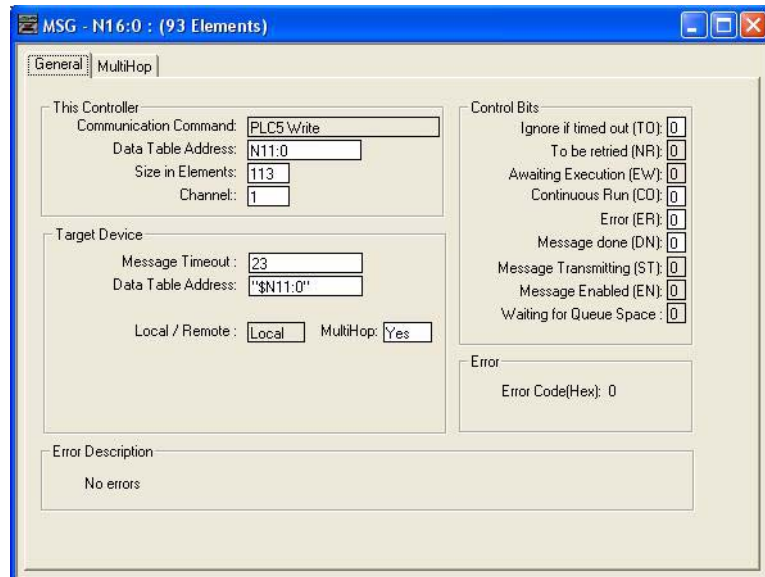 MSG - N16:0 : (93 Elements)
General MultiHop
This Controller
Communication Command: PLC5 Write
Data Table Address: N11:0
Size in Elements: 113
Channel:: 1
Target Device
Message Timeout : 23
Data Table Address: "$N11:0"
Local / Remote : Local MultiHop: Yes
Control Bits
Ignore if timed out (TO): 0
To be retried (NR): 0
Awaiting Execution (EW): 0
Continuous Run (CO): 0
Error (ER): 0
Message done (DN): 0
Message Transmitting (ST): 0
Message Enabled (EN): 0
Waiting for Queue Space : 0
Error
Error Code(Hex): 0
Error Description
No errors